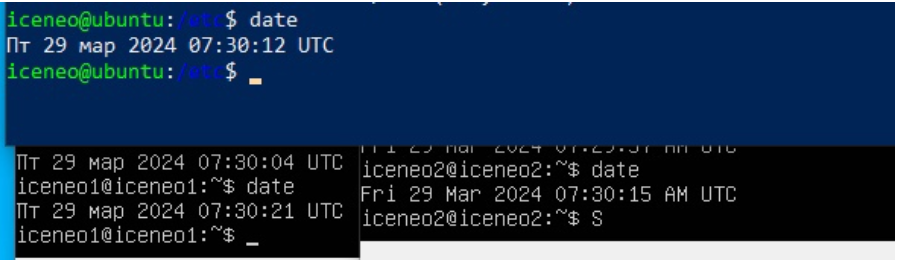 iceneo@ubuntu:/etc$ date
Пт 29 мар 2024 07:30:12 UTC
iceneo@ubuntu:/etc$ _
Пт 29 мар 2024 07:30:04 UTC
iceneo1@iceneo1:~$ date
Пт 29 мар 2024 07:30:21 UTC
iceneo1@iceneo1:~$ _
iceneo2@iceneo2:~$ date
Fri 29 Mar 2024 07:30:15 AM UTC
iceneo2@iceneo2:~$ S